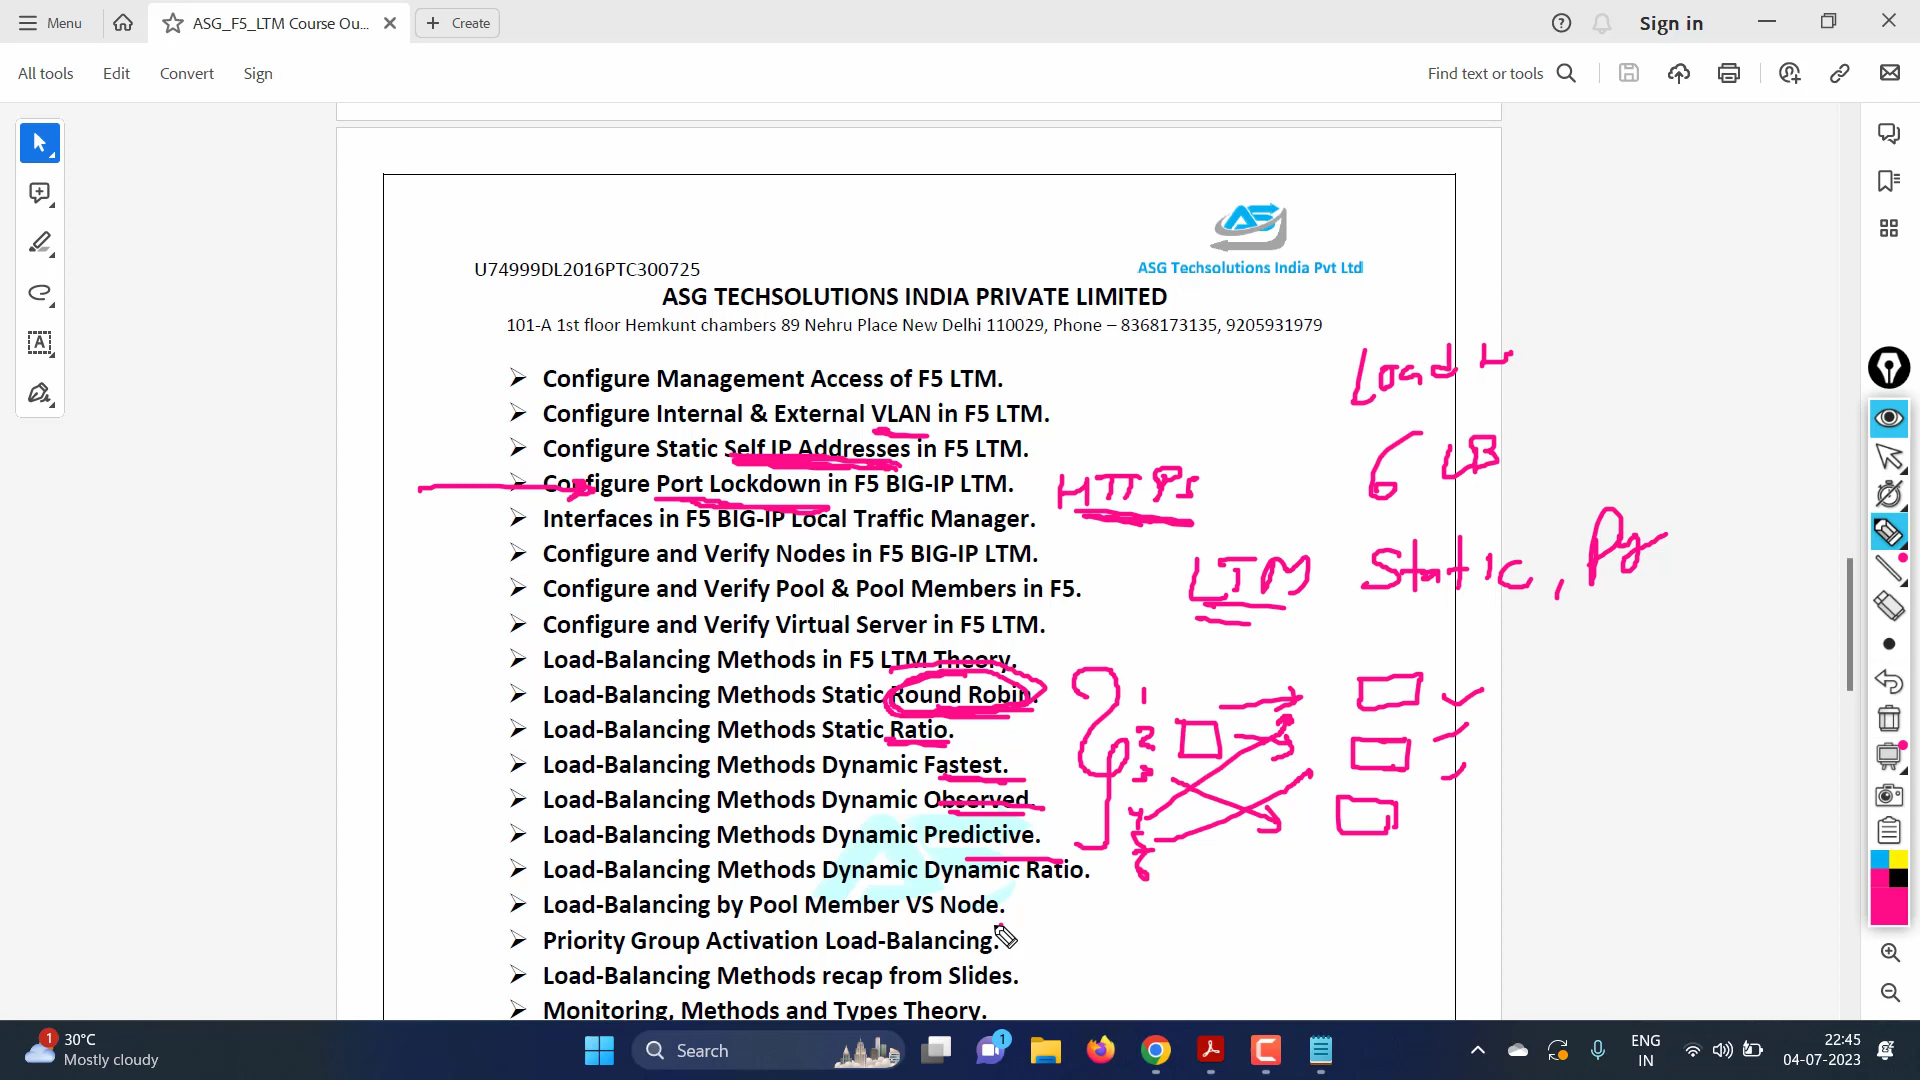 Menu
ASG_F5_LTM Course Ou...
Create
Sign in
All tools
Edit
Convert
Sign
Find text or tools
ASG Techsolutions India Pvt Ltd
U74999DL2016PTC300725
ASG TECHSOLUTIONS INDIA PRIVATE LIMITED
101-A 1st floor Hemkunt chambers 89 Nehru Place New Delhi 110029, Phone – 8368173135, 9205931979
➢ Configure Management Access of F5 LTM.
➢ Configure Internal & External VLAN in F5 LTM.
➢ Configure Static Self IP Addresses in F5 LTM.
➢ Configure Port Lockdown in F5 BIG-IP LTM.
➢ Interfaces in F5 BIG-IP Local Traffic Manager.
➢ Configure and Verify Nodes in F5 BIG-IP LTM.
➢ Configure and Verify Pool & Pool Members in F5.
➢ Configure and Verify Virtual Server in F5 LTM.
➢ Load-Balancing Methods in F5 LTM Theory.
➢ Load-Balancing Methods Static Round Robin.
➢ Load-Balancing Methods Static Ratio.
➢ Load-Balancing Methods Dynamic Fastest.
➢ Load-Balancing Methods Dynamic Observed.
➢ Load-Balancing Methods Dynamic Predictive.
➢ Load-Balancing Methods Dynamic Dynamic Ratio.
➢ Load-Balancing by Pool Member VS Node.
➢ Priority Group Activation Load-Balancing.
➢ Load-Balancing Methods recap from Slides.
➢ Monitoring, Methods and Types Theory.
Load
6 LB
HTTPs
LTM Static,
1
2
3
4
5
6
1
30°C
Mostly cloudy
Search
1
ENG
IN
22:45
04-07-2023